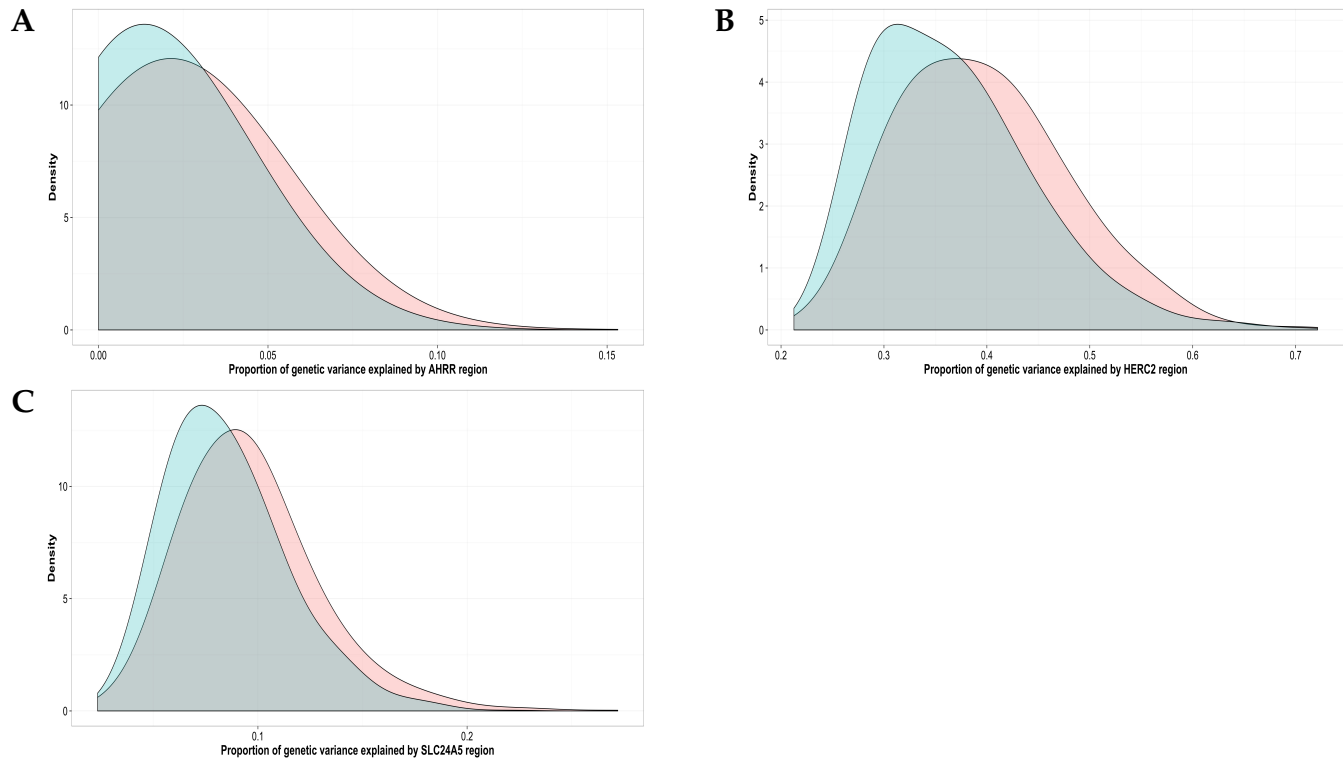 A
Density
10
5
0
0.00 0.05 0.10 0.15
Proportion of genetic variance explained by AHRR region
B
Density
5
4
3
2
1
0
0.2 0.3 0.4 0.5 0.6 0.7
Proportion of genetic variance explained by HERC2 region
C
Density
10
5
0
0.1 0.2
Proportion of genetic variance explained by SLC24A5 region